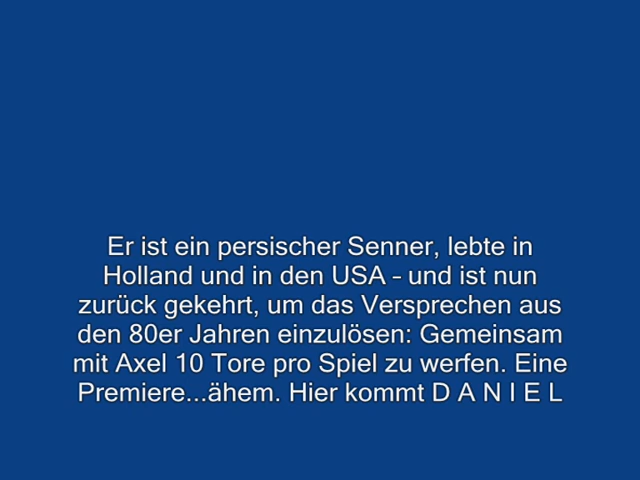 Er ist ein persischer Senner, lebte in
Holland und in den USA – und ist nun
zurück gekehrt, um das Versprechen aus
den 80er Jahren einzulösen: Gemeinsam
mit Axel 10 Tore pro Spiel zu werfen. Eine
Premiere...ähem. Hier kommt D A N I E L